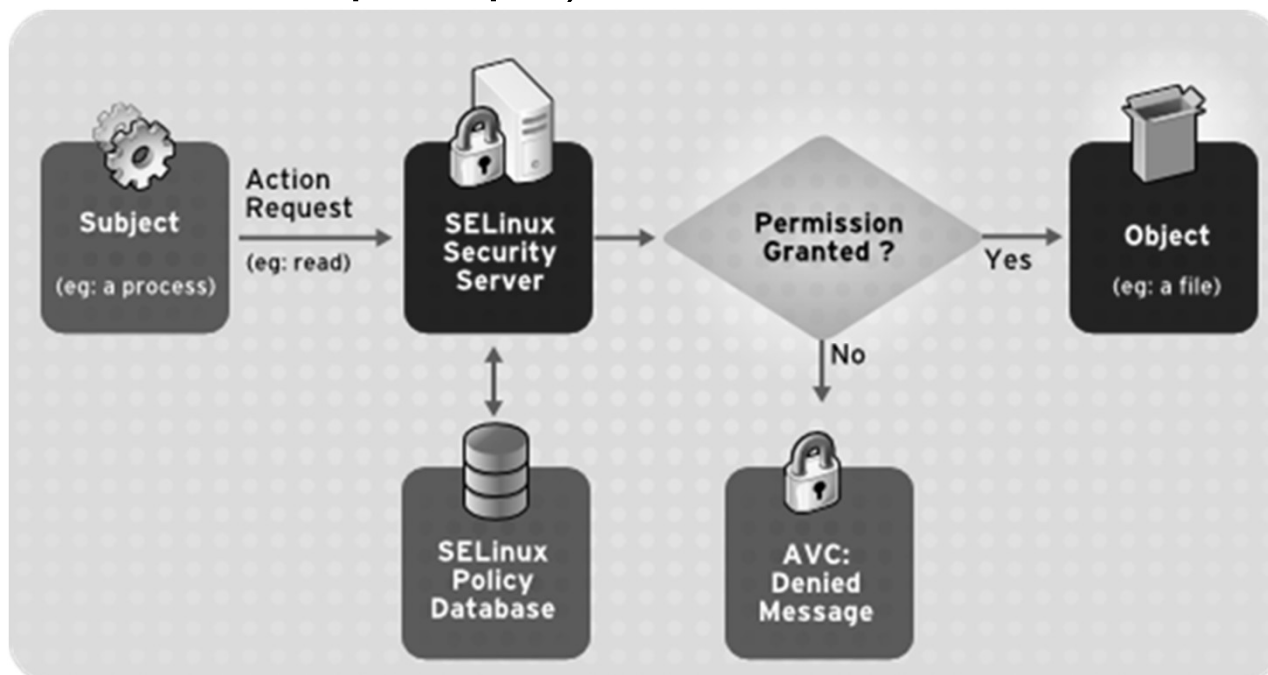 Subject
(eg: a process)
Action
Request
(eg: read)
SELinux
Security
Server
Permission
Granted ?
Yes
Object
(eg: a file)
No
SELinux
Policy
Database
AVC:
Denied
Message